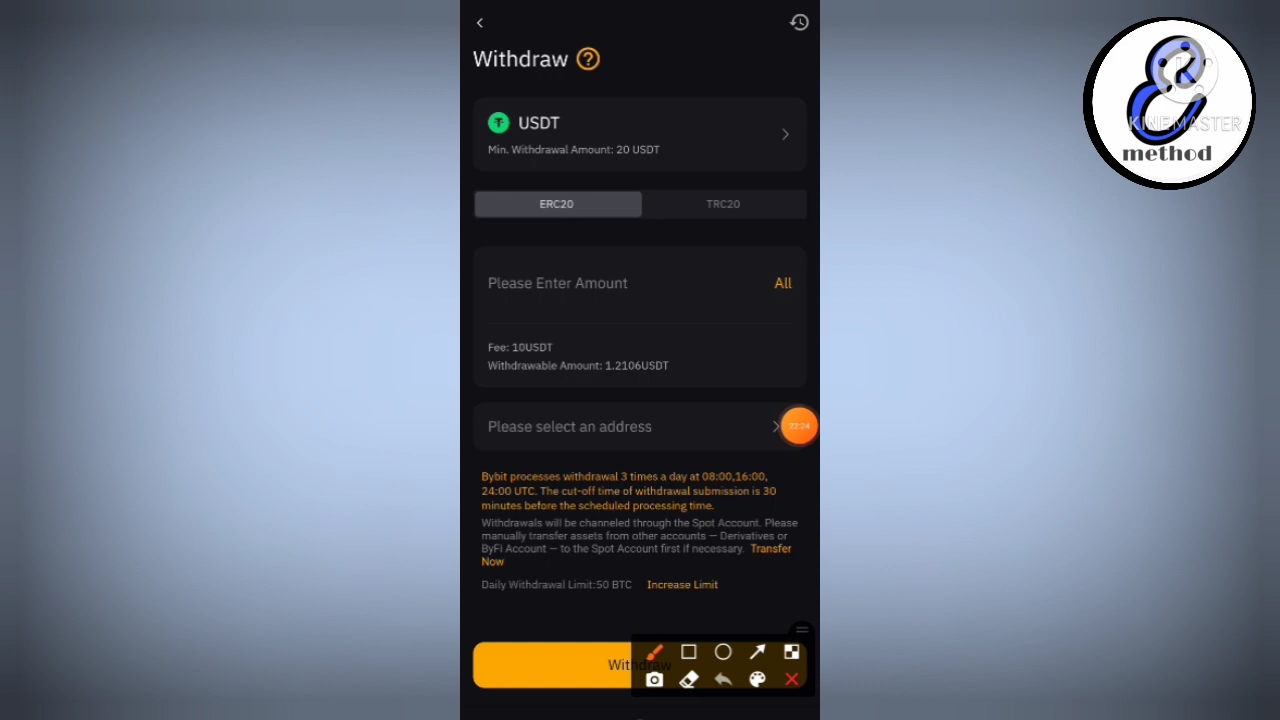 Withdraw ?
USDT
Min. Withdrawal Amount: 20 USDT
ERC20 TRC20
Please Enter Amount All
Fee: 10USDT
Withdrawable Amount: 1.2106USDT
Please select an address
22:24
Bybit processes withdrawal 3 times a day at 08:00,16:00,
24:00 UTC. The cut-off time of withdrawal submission is 30
minutes before the scheduled processing time.
Withdrawals will be channeled through the Spot Account. Please
manually transfer assets from other accounts — Derivatives or
ByFi Account — to the Spot Account first if necessary. Transfer
Now
Daily Withdrawal Limit:50 BTC Increase Limit
Withdraw
KINEMASTER
method